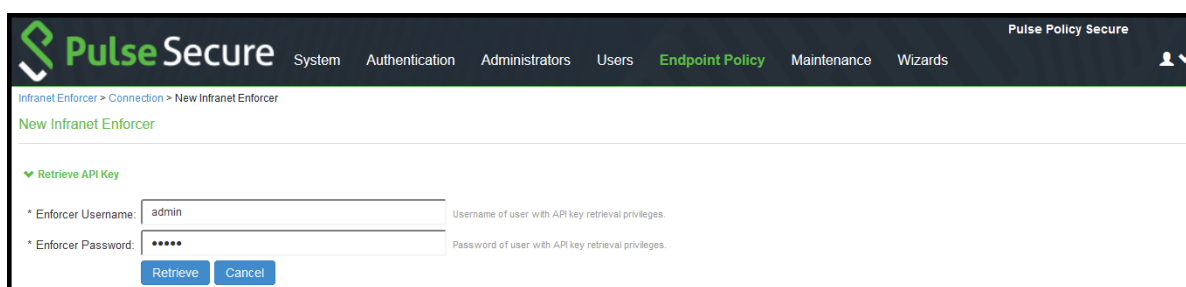 Pulse Policy Secure
Pulse Secure System Authentication Administrators Users Endpoint Policy Maintenance Wizards
Infranet Enforcer > Connection > New Infranet Enforcer
New Infranet Enforcer
Retrieve API Key
* Enforcer Username: admin Username of user with API key retrieval privileges.
* Enforcer Password: ••••• Password of user with API key retrieval privileges.
Retrieve Cancel